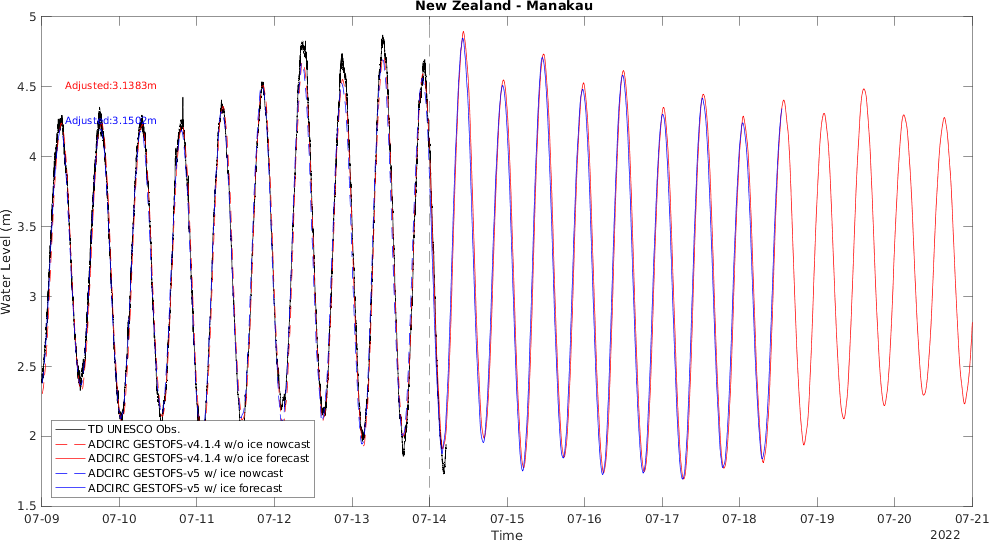 New Zealand - Manakau
5
4.5
4
3.5
3
2.5
2
1.5
Water Level (m)
Adjusted:3.1383m
Adjusted:3.1502m
TD UNESCO Obs.
ADCIRC GESTOFS-v4.1.4 w/o ice nowcast
ADCIRC GESTOFS-v4.1.4 w/o ice forecast
ADCIRC GESTOFS-v5 w/ ice nowcast
ADCIRC GESTOFS-v5 w/ ice forecast
07-09 07-10 07-11 07-12 07-13 07-14 07-15 07-16 07-17 07-18 07-19 07-20 07-21
Time
2022